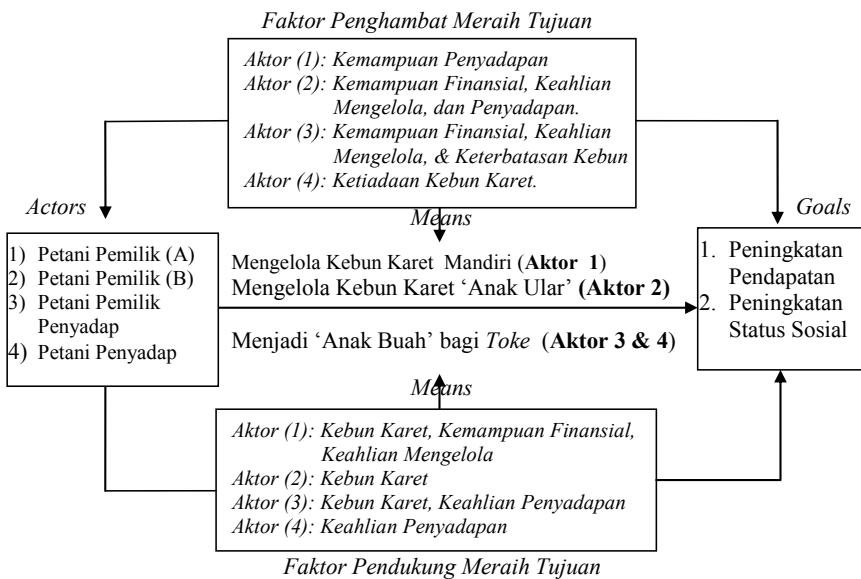 Faktor Penghambat Meraih Tujuan
Aktor (1): Kemampuan Penyadapan
Aktor (2): Kemampuan Finansial, Keahlian
Mengelola, dan Penyadapan.
Aktor (3): Kemampuan Finansial, Keahlian
Mengelola, & Keterbatasan Kebun
Aktor (4): Ketiadaan Kebun Karet.
Actors
Means
Goals
1) Petani Pemilik (A)
2) Petani Pemilik (B)
3) Petani Pemilik
Penyadap
4) Petani Penyadap
Mengelola Kebun Karet Mandiri (Aktor 1)
Mengelola Kebun Karet ‘Anak Ular’ (Aktor 2)
Menjadi ‘Anak Buah’ bagi Toke (Aktor 3 & 4)
1. Peningkatan
Pendapatan
2. Peningkatan
Status Sosial
Means
Aktor (1): Kebun Karet, Kemampuan Finansial,
Keahlian Mengelola
Aktor (2): Kebun Karet
Aktor (3): Kebun Karet, Keahlian Penyadapan
Aktor (4): Keahlian Penyadapan
Faktor Pendukung Meraih Tujuan